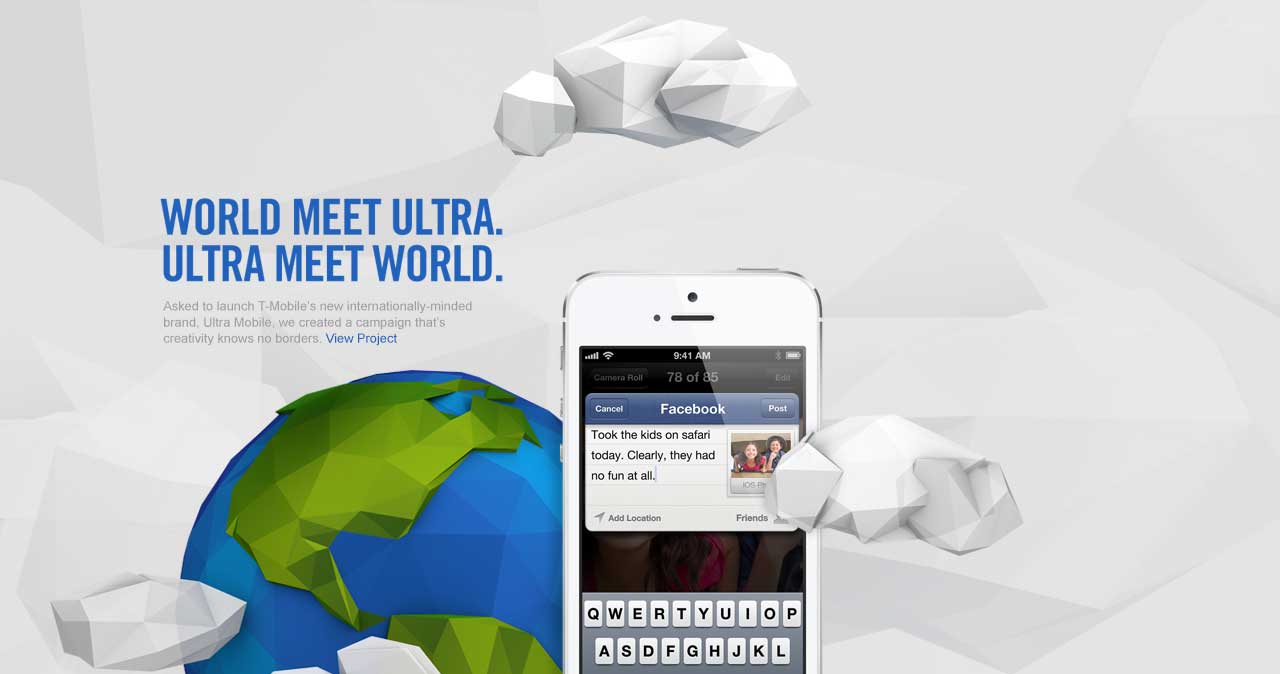 WORLD MEET ULTRA.
ULTRA MEET WORLD.
Asked to launch T-Mobile's new internationally-minded
brand, Ultra Mobile, we created a campaign that's
creativity knows no borders. View Project
9:41 AM
Camera Roll 78 of 85 Edit
Cancel Facebook Post
Took the kids on safari
today. Clearly, they had
no fun at all.
iOS
Add Location Friends
Q W E R T Y U I O P
A S D F G H J K L